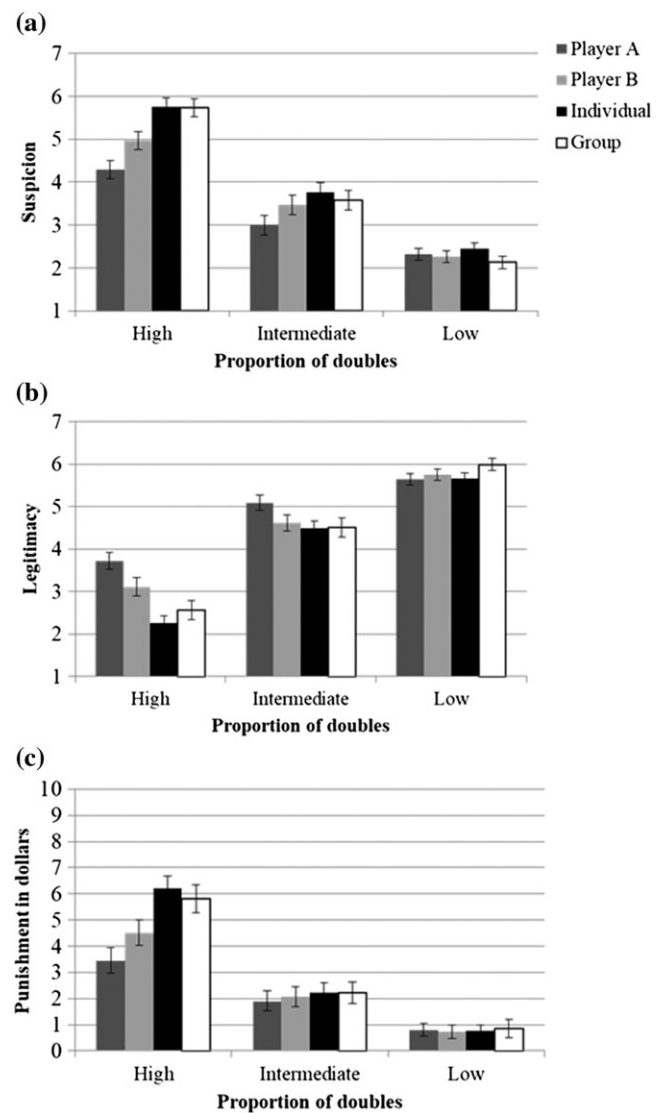 (a)
7
6
5
4
3
2
1
Suspicion
High Intermediate Low
Proportion of doubles
Player A
Player B
Individual
Group
(b)
7
6
5
4
3
2
1
Legitimacy
High Intermediate Low
Proportion of doubles
(c)
10
9
8
7
6
5
4
3
2
1
0
Punishment in dollars
High Intermediate Low
Proportion of doubles